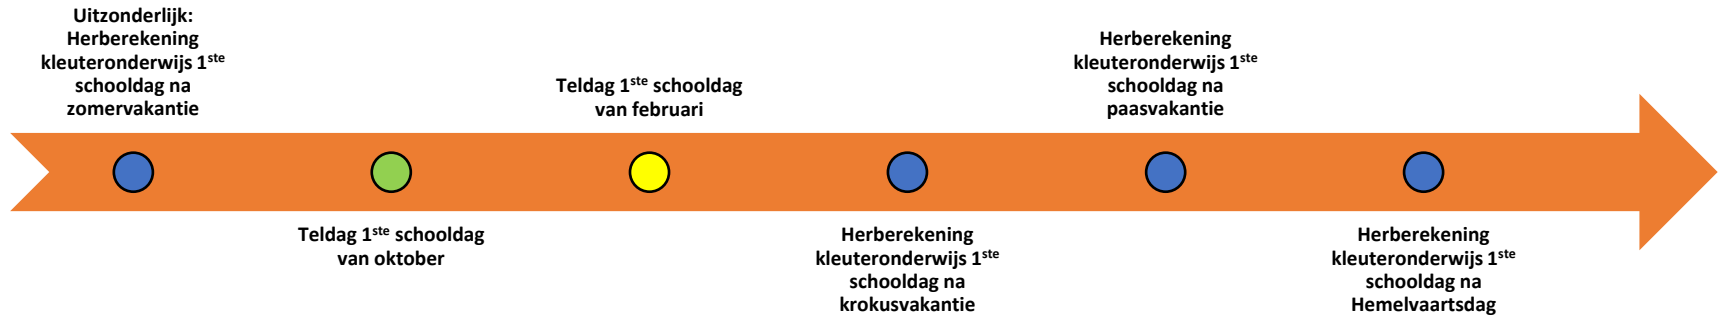 Uitzonderlijk:
Herberekening
kleuteronderwijs 1ste
schooldag na
zomervakantie
Teldag 1ste schooldag
van oktober
Teldag 1ste schooldag
van februari
Herberekening
kleuteronderwijs 1ste
schooldag na
krokusvakantie
Herberekening
kleuteronderwijs 1ste
schooldag na
paasvakantie
Herberekening
kleuteronderwijs 1ste
schooldag na
Hemelvaartsdag